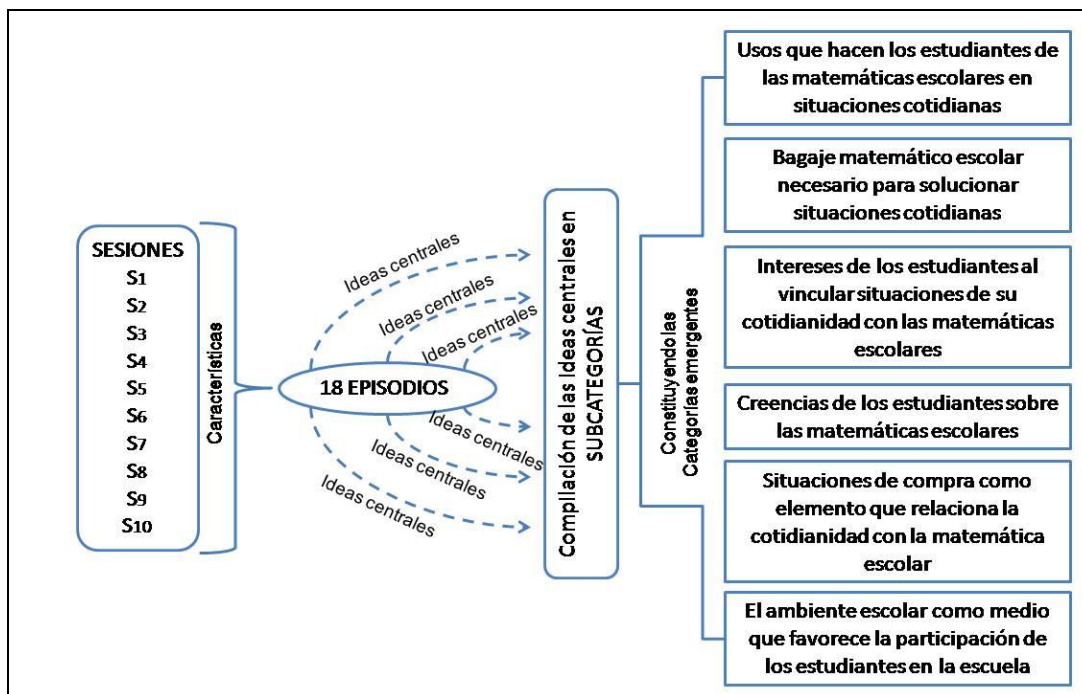 SESIONES
S1
S2
S3
S4
S5
S6
S7
S8
S9
S10
Características
18 EPISODIOS
Ideas centrales
Ideas centrales
Ideas centrales
Ideas centrales
Ideas centrales
Ideas centrales
Compilación de las Ideas centrales en
SUBCATEGORÍAS
Constituyendo las
Categorías emergentes
Usos que hacen los estudiantes de
las matemáticas escolares en
situaciones cotidianas
Bagaje matemático escolar
necesario para solucionar
situaciones cotidianas
Intereses de los estudiantes al
vincular situaciones de su
cotidianidad con las matemáticas
escolares
Creencias de los estudiantes sobre
las matemáticas escolares
Situaciones de compra como
elemento que relaciona la
cotidianidad con la matemática
escolar
El ambiente escolar como medio
que favorece la participación de
los estudiantes en la escuela